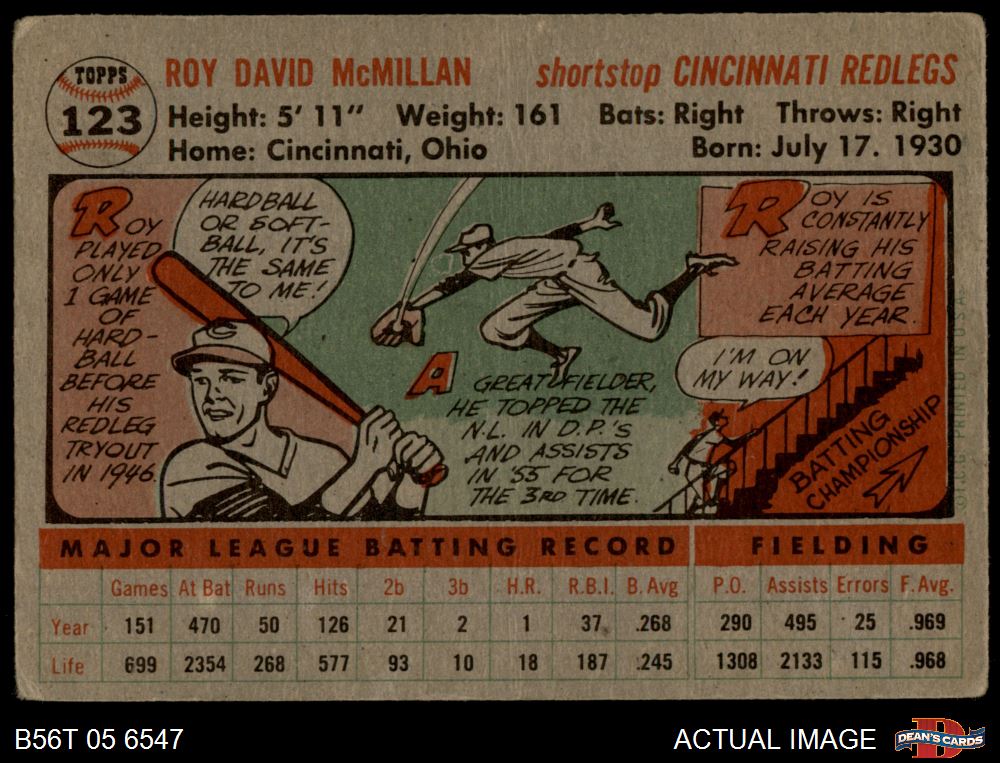 TOPPS
123
ROY DAVID McMILLAN shortstop CINCINNATI REDLEGS
Height: 5' 11" Weight: 161 Bats: Right Throws: Right
Home: Cincinnati, Ohio Born: July 17. 1930
ROY
PLAYED
ONLY
1 GAME
OF
HARD-
BALL
BEFORE
HIS
REDLEG
TRYOUT
IN 1946.
HARDBALL
OR SOFT-
BALL, IT'S
THE SAME
TO ME!
C
A GREAT FIELDER,
HE TOPPED THE
N.L. IN D.P.'S
AND ASSISTS
IN '55 FOR
THE 3RD TIME.
ROY IS
CONSTANTLY
RAISING HIS
BATTING
AVERAGE
EACH YEAR.
I'M ON
MY WAY!
BATTING
CHAMPIONSHIP
PRINTED IN U.S.A.
MAJOR LEAGUE BATTING RECORD FIELDING
Games At Bat Runs Hits 2b 3b H.R. R.B.I. B. Avg P.O. Assists Errors F. Avg.
Year 151 470 50 126 21 2 1 37 .268 290 495 25 .969
Life 699 2354 268 577 93 10 18 187 .245 1308 2133 115 .968
B56T 05 6547 ACTUAL IMAGE
DEAN'S CARDS